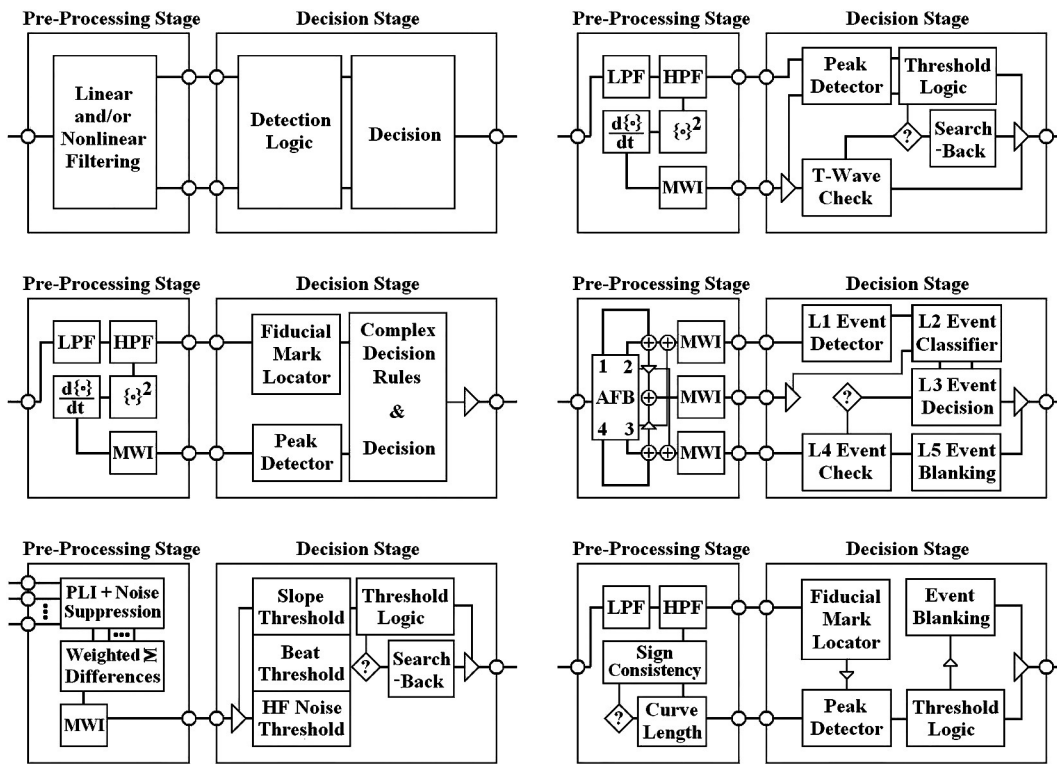 Pre-Processing Stage
Decision Stage
Linear
and/or
Nonlinear
Filtering
Detection
Logic
Decision
Pre-Processing Stage
Decision Stage
LPF
HPF
d{•}
dt
{•}²
MWI
Peak
Detector
Threshold
Logic
?
Search
-Back
T-Wave
Check
Pre-Processing Stage
Decision Stage
LPF
HPF
d{•}
dt
{•}²
MWI
Fiducial
Mark
Locator
Peak
Detector
Complex
Decision
Rules
&
Decision
Pre-Processing Stage
Decision Stage
1 2
AFB
4 3
MWI
MWI
MWI
L1 Event
Detector
L2 Event
Classifier
?
L3 Event
Decision
L4 Event
Check
L5 Event
Blanking
Pre-Processing Stage
Decision Stage
PLI + Noise
Suppression
Weighted Σ
Differences
MWI
Slope
Threshold
Beat
Threshold
HF Noise
Threshold
Threshold
Logic
?
Search
-Back
Pre-Processing Stage
Decision Stage
LPF
HPF
Sign
Consistency
?
Curve
Length
Fiducial
Mark
Locator
Peak
Detector
Event
Blanking
Threshold
Logic